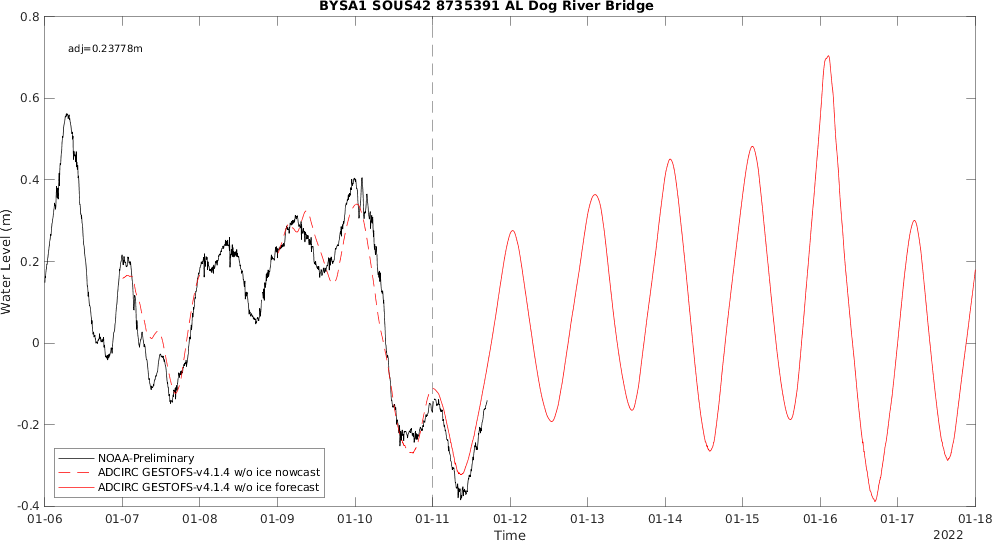 BYSA1 SOUS42 8735391 AL Dog River Bridge
adj=0.23778m
0.8
0.6
0.4
0.2
0
-0.2
-0.4
Water Level (m)
NOAA-Preliminary
ADCIRC GESTOFS-v4.1.4 w/o ice nowcast
ADCIRC GESTOFS-v4.1.4 w/o ice forecast
01-06 01-07 01-08 01-09 01-10 01-11 01-12 01-13 01-14 01-15 01-16 01-17 01-18
Time
2022